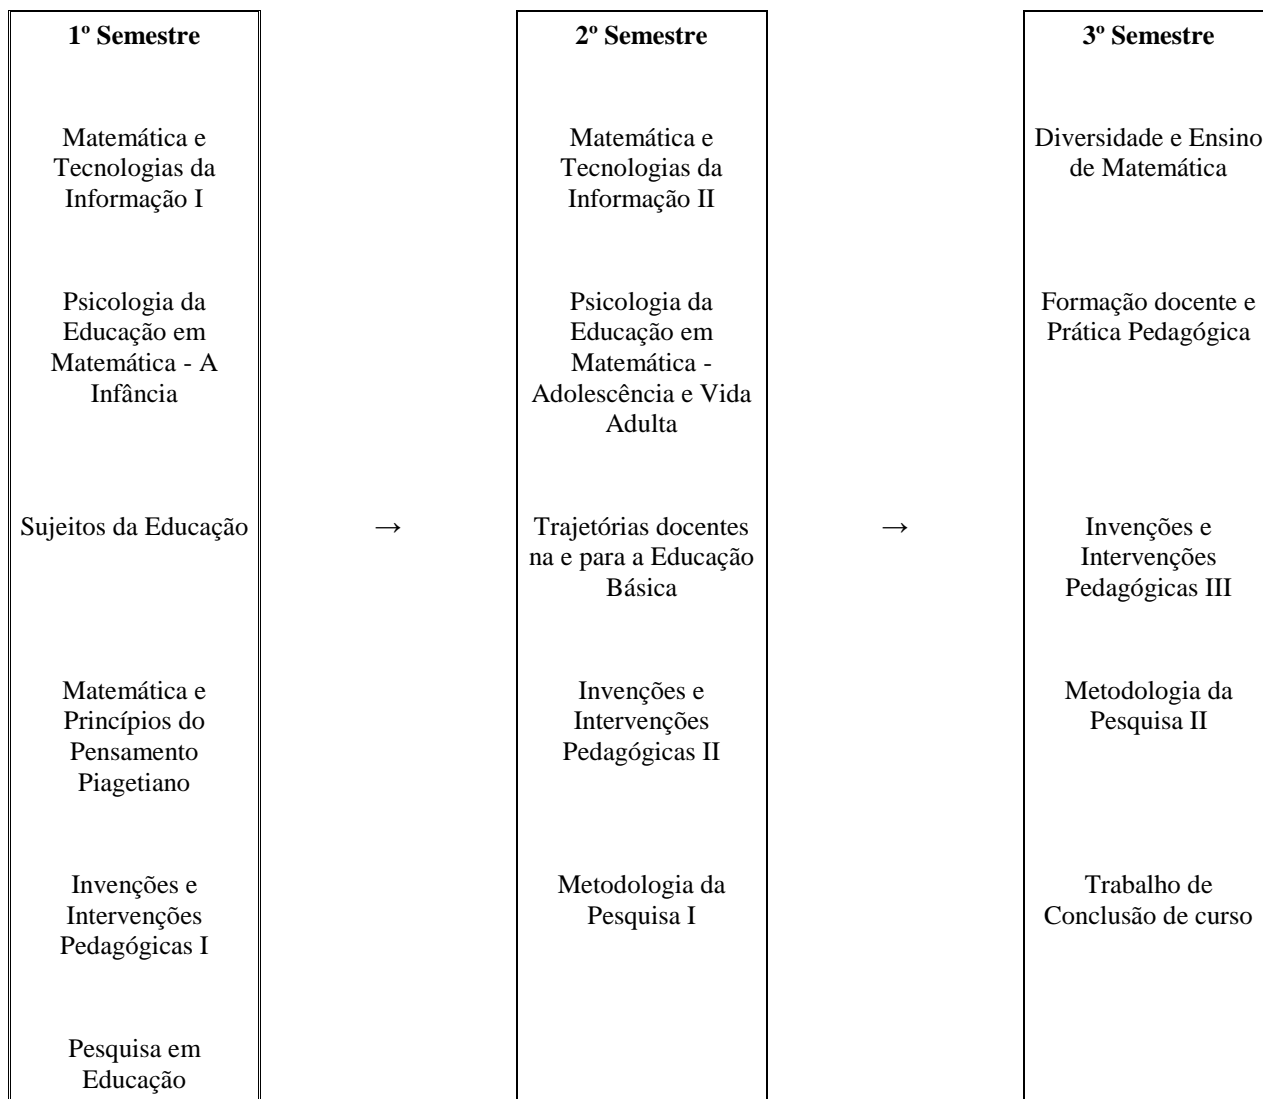 1º Semestre
Matemática e
Tecnologias da
Informação I
Psicologia da
Educação em
Matemática - A
Infância
Sujeitos da Educação
Matemática e
Princípios do
Pensamento
Piagetiano
Invenções e
Intervenções
Pedagógicas I
Pesquisa em
Educação
→
2º Semestre
Matemática e
Tecnologias da
Informação II
Psicologia da
Educação em
Matemática -
Adolescência e Vida
Adulta
Trajetórias docentes
na e para a Educação
Básica
Invenções e
Intervenções
Pedagógicas II
Metodologia da
Pesquisa I
→
3º Semestre
Diversidade e Ensino
de Matemática
Formação docente e
Prática Pedagógica
Invenções e
Intervenções
Pedagógicas III
Metodologia da
Pesquisa II
Trabalho de
Conclusão de curso